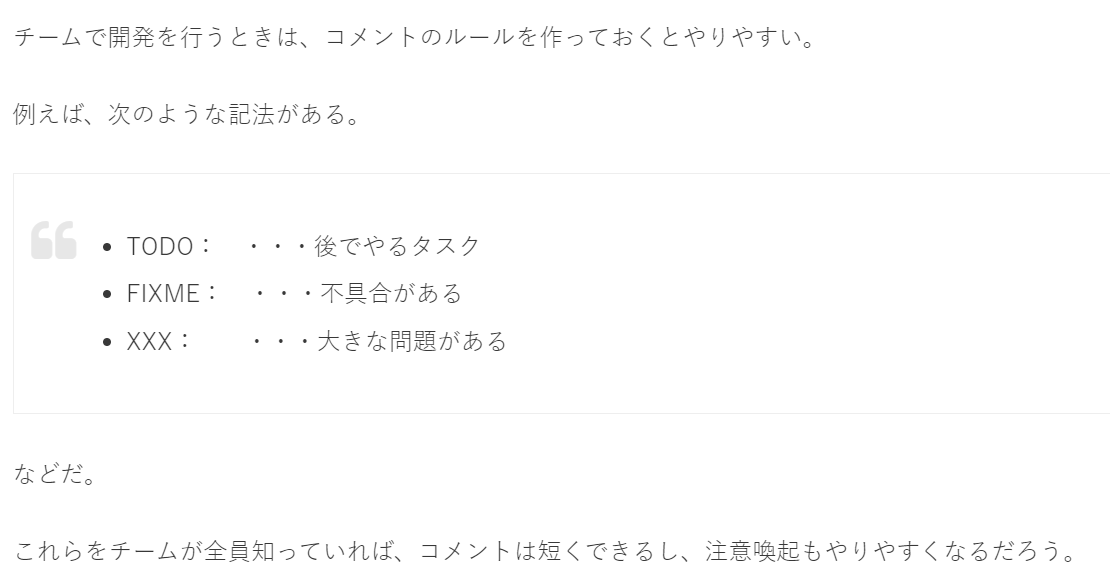 チームで開発を行うときは、コメントのルールを作っておくとやりやすい。
例えば、次のような記法がある。
• TODO：　・・・後でやるタスク
• FIXME：　・・・不具合がある
• XXX：　　・・・大きな問題がある
などだ。
これらをチームが全員知っていれば、コメントは短くできるし、注意喚起もやりやすくなるだろう。